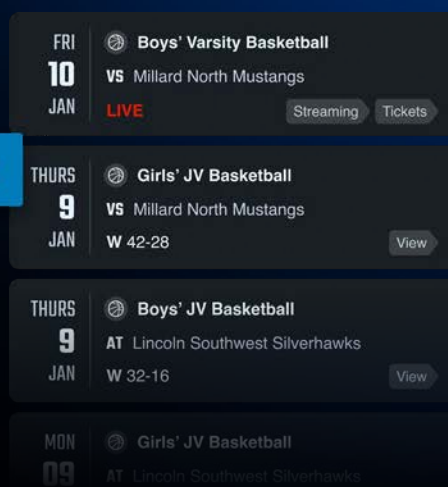 FRI
10
JAN
Boys' Varsity Basketball
VS Millard North Mustangs
LIVE
Streaming
Tickets
THURS
9
JAN
Girls' JV Basketball
VS Millard North Mustangs
W 42-28
View
THURS
9
JAN
Boys' JV Basketball
AT Lincoln Southwest Silverhawks
W 32-16
View
MON
09
Girls' JV Basketball
AT Lincoln Southwest Silverhawks